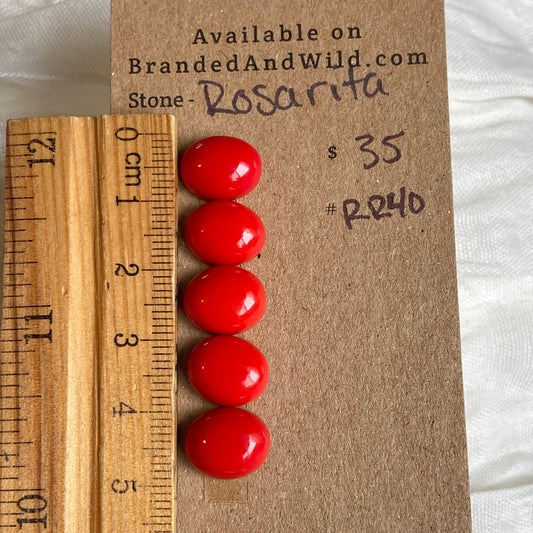 Available on
BrandedAndWild.com
Stone - Rosarita
$ 35
# RR40
0 cm 1 2 3 4 5
12 11 10